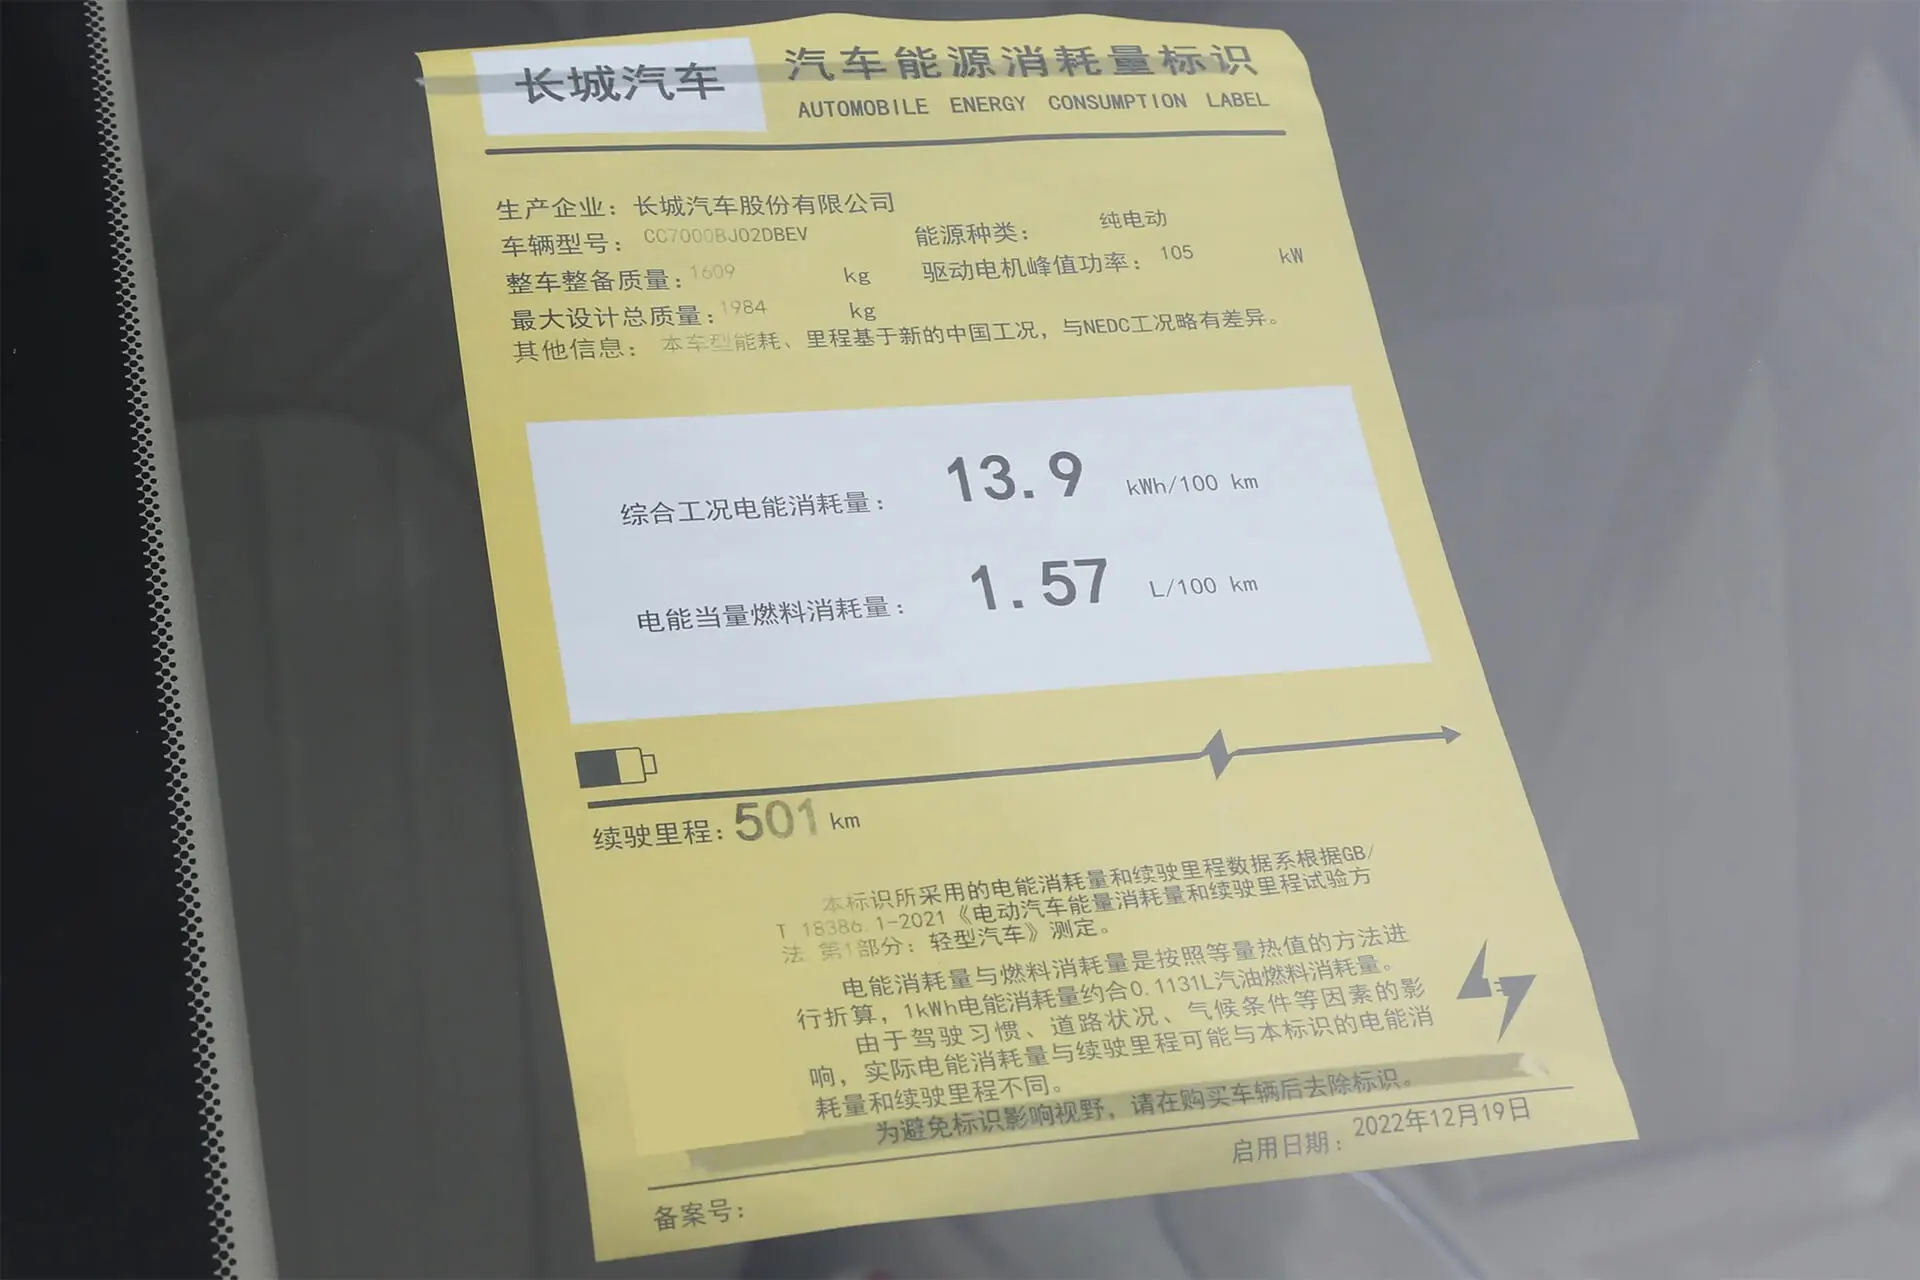 长城汽车
汽车能源消耗量标识
AUTOMOBILE ENERGY CONSUMPTION LABEL
生产企业：长城汽车股份有限公司
车辆型号：CC7000BJ02DBEV 能源种类：纯电动
整车整备质量：1609 kg 驱动电机峰值功率：105 kW
最大设计总质量：1984 kg
其他信息：本车型能耗、里程基于新的中国工况，与NEDC工况略有差异。
综合工况电能消耗量：13.9 kWh/100 km
电能当量燃料消耗量：1.57 L/100 km
续驶里程：501 km
本标识所采用的电能消耗量和续驶里程数据系根据GB/
T 18386.1-2021《电动汽车能量消耗量和续驶里程试验方
法 第1部分：轻型汽车》测定。
电能消耗量与燃料消耗量是按照等量热值的方法进
行折算，1kWh电能消耗量约合0.1131L汽油燃料消耗量。
由于驾驶习惯、道路状况、气候条件等因素的影
响，实际电能消耗量与续驶里程可能与本标识的电能消
耗量和续驶里程不同。
为避免标识影响视野，请在购买车辆后去除标识。
启用日期：2022年12月19日
备案号：